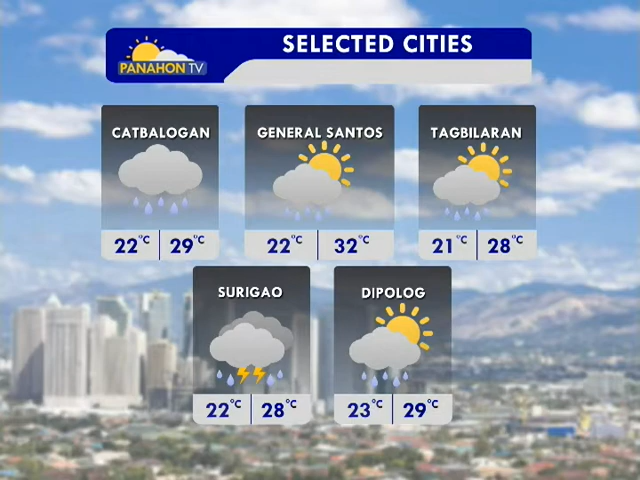 SELECTED CITIES
PANAHON TV
CATBALOGAN
22°C 29°C
GENERAL SANTOS
22°C 32°C
TAGBILARAN
21°C 28°C
SURIGAO
22°C 28°C
DIPOLOG
23°C 29°C